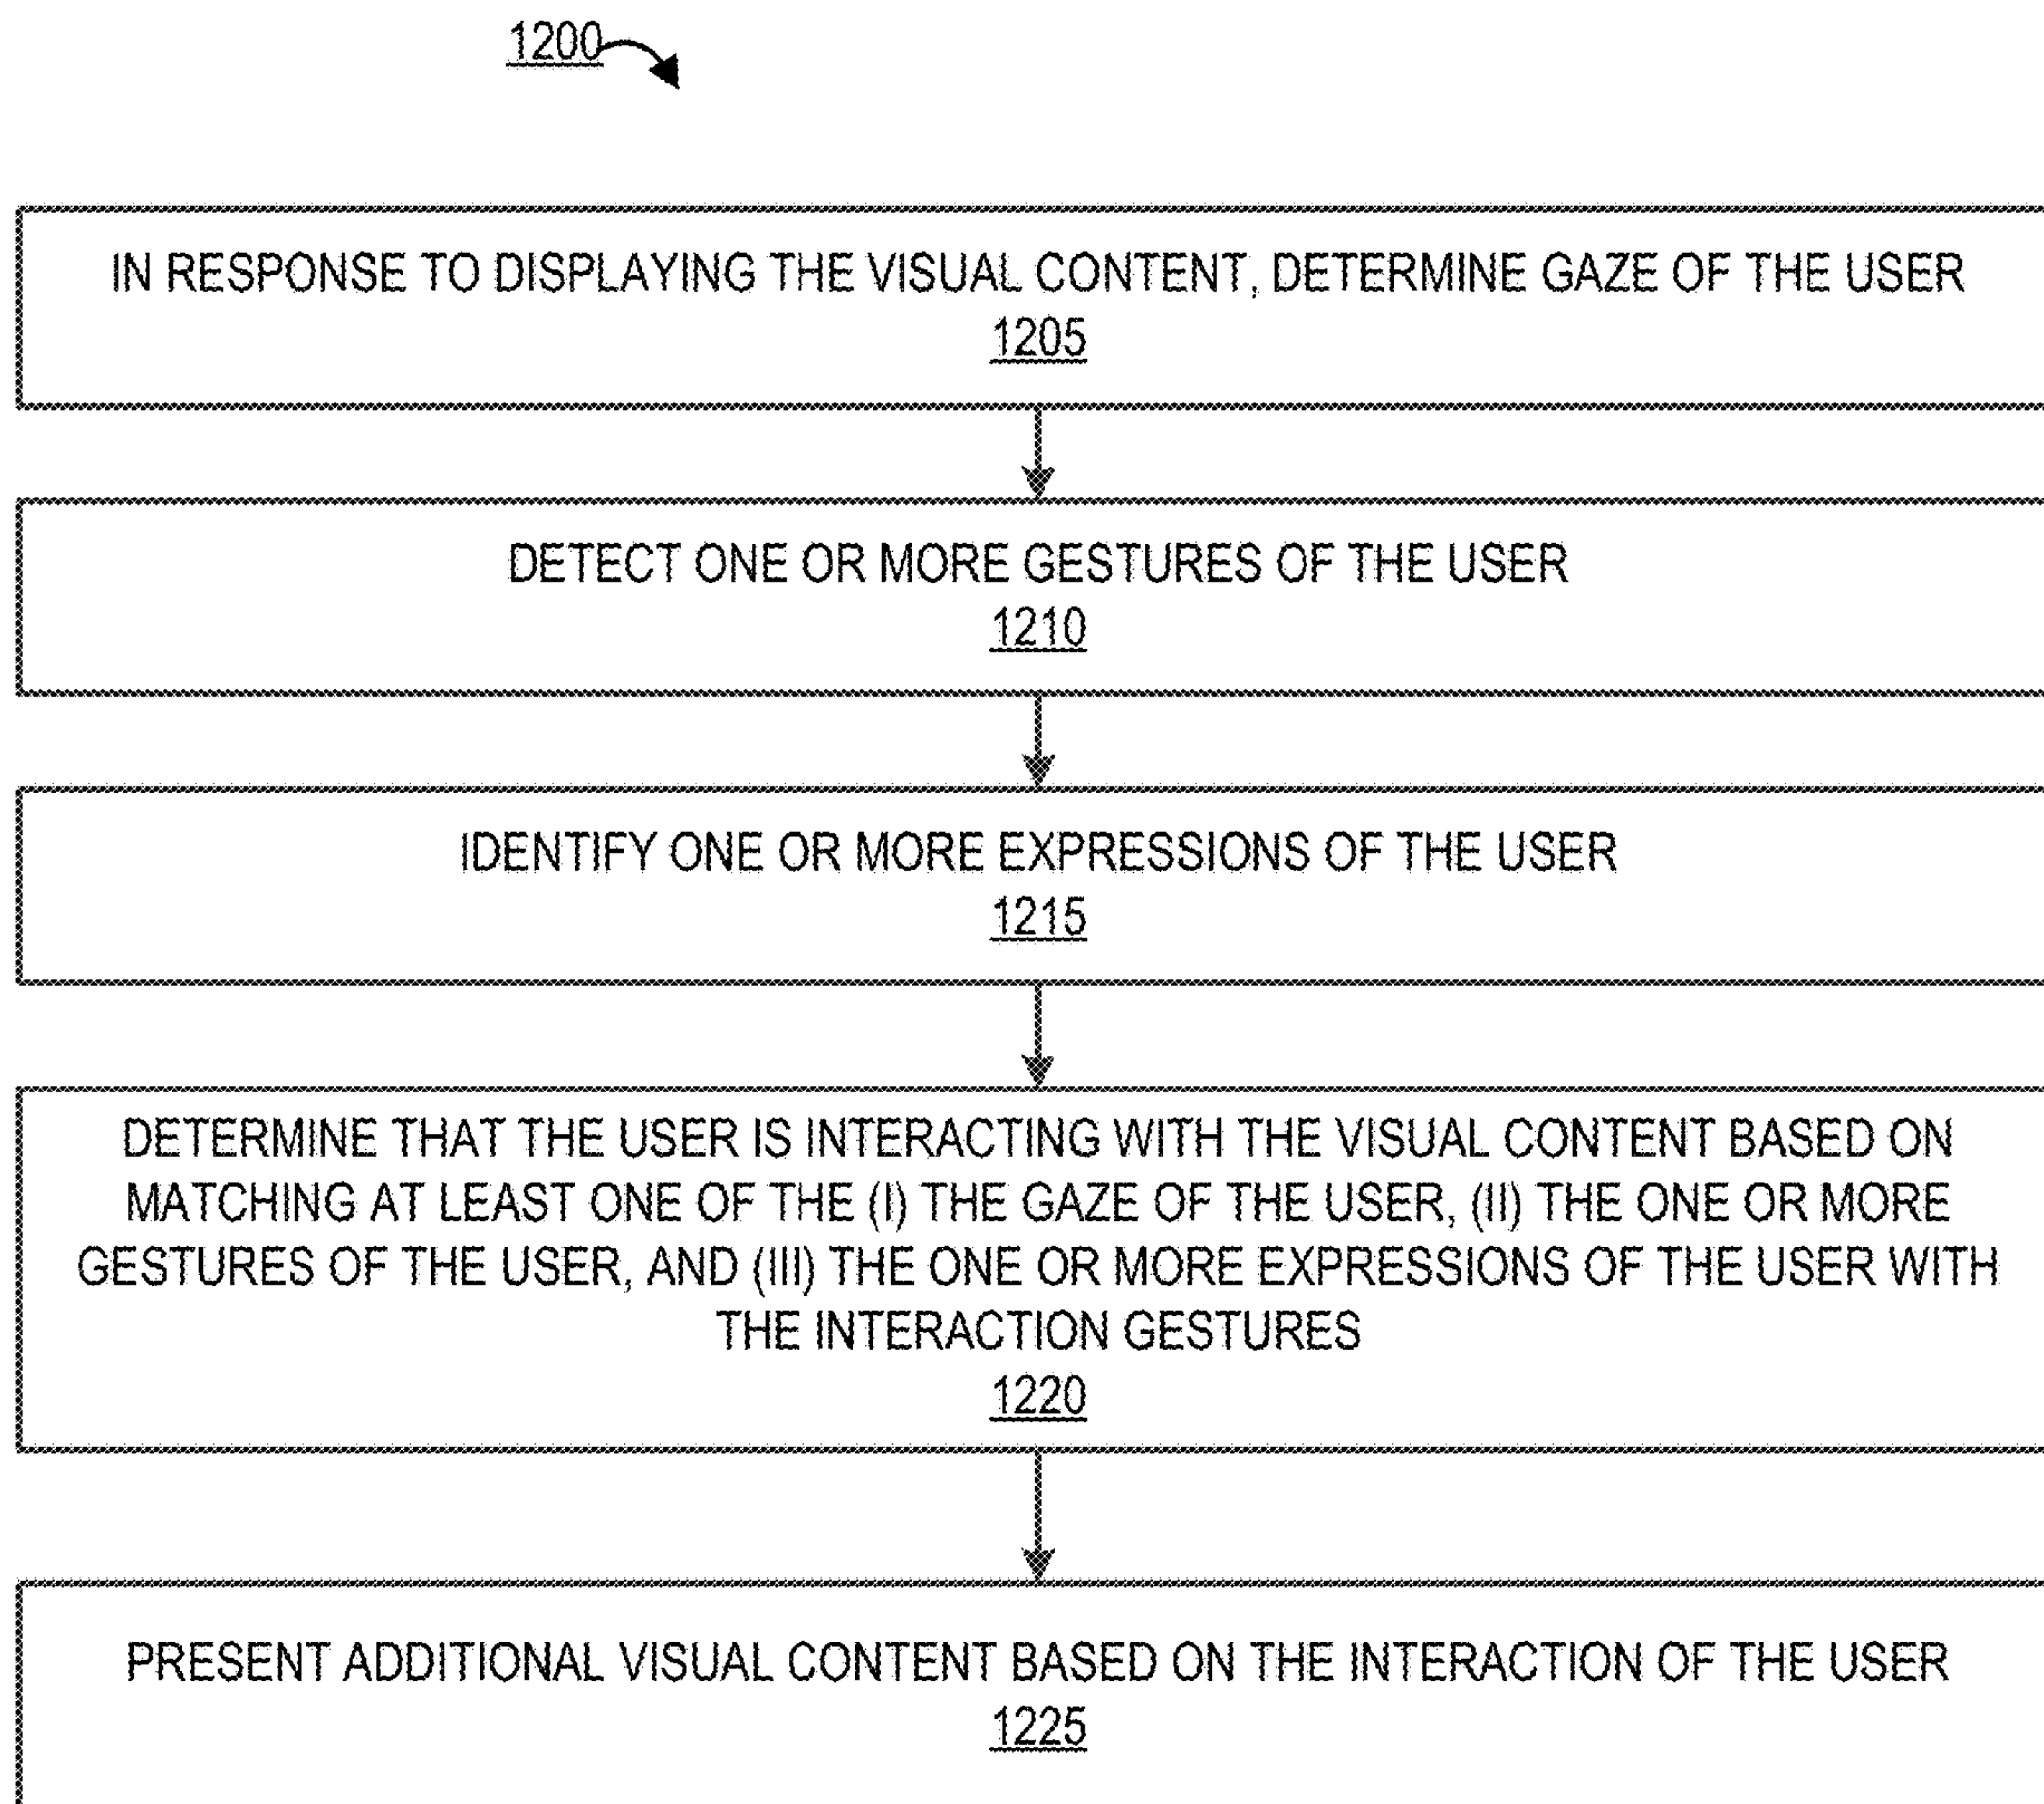 1200
IN RESPONSE TO DISPLAYING THE VISUAL CONTENT, DETERMINE GAZE OF THE USER
1205
DETECT ONE OR MORE GESTURES OF THE USER
1210
IDENTIFY ONE OR MORE EXPRESSIONS OF THE USER
1215
DETERMINE THAT THE USER IS INTERACTING WITH THE VISUAL CONTENT BASED ON
MATCHING AT LEAST ONE OF THE (I) THE GAZE OF THE USER, (II) THE ONE OR MORE
GESTURES OF THE USER, AND (III) THE ONE OR MORE EXPRESSIONS OF THE USER WITH
THE INTERACTION GESTURES
1220
PRESENT ADDITIONAL VISUAL CONTENT BASED ON THE INTERACTION OF THE USER
1225